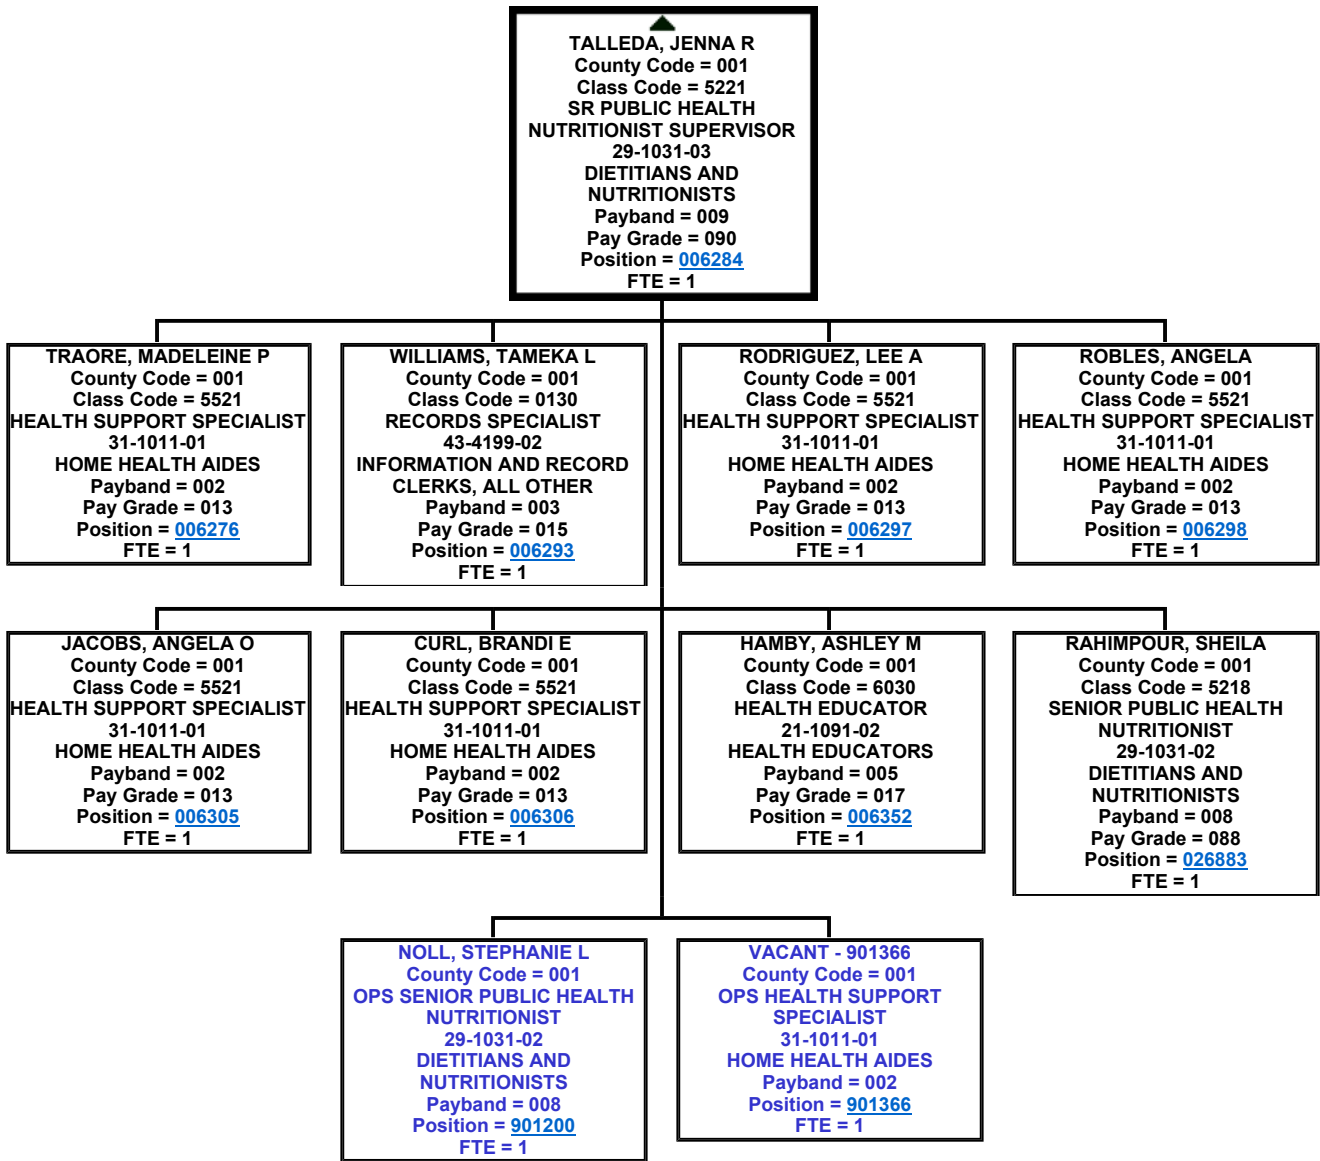 TALLEDA, JENNA R
County Code = 001
Class Code = 5221
SR PUBLIC HEALTH
NUTRITIONIST SUPERVISOR
29-1031-03
DIETITIANS AND
NUTRITIONISTS
Payband = 009
Pay Grade = 090
Position = 006284
FTE = 1
TRAORE, MADELEINE P
County Code = 001
Class Code = 5521
HEALTH SUPPORT SPECIALIST
31-1011-01
HOME HEALTH AIDES
Payband = 002
Pay Grade = 013
Position = 006276
FTE = 1
WILLIAMS, TAMEKA L
County Code = 001
Class Code = 0130
RECORDS SPECIALIST
43-4199-02
INFORMATION AND RECORD
CLERKS, ALL OTHER
Payband = 003
Pay Grade = 015
Position = 006293
FTE = 1
RODRIGUEZ, LEE A
County Code = 001
Class Code = 5521
HEALTH SUPPORT SPECIALIST
31-1011-01
HOME HEALTH AIDES
Payband = 002
Pay Grade = 013
Position = 006297
FTE = 1
ROBLES, ANGELA
County Code = 001
Class Code = 5521
HEALTH SUPPORT SPECIALIST
31-1011-01
HOME HEALTH AIDES
Payband = 002
Pay Grade = 013
Position = 006298
FTE = 1
JACOBS, ANGELA O
County Code = 001
Class Code = 5521
HEALTH SUPPORT SPECIALIST
31-1011-01
HOME HEALTH AIDES
Payband = 002
Pay Grade = 013
Position = 006305
FTE = 1
CURL, BRANDI E
County Code = 001
Class Code = 5521
HEALTH SUPPORT SPECIALIST
31-1011-01
HOME HEALTH AIDES
Payband = 002
Pay Grade = 013
Position = 006306
FTE = 1
HAMBY, ASHLEY M
County Code = 001
Class Code = 6030
HEALTH EDUCATOR
21-1091-02
HEALTH EDUCATORS
Payband = 005
Pay Grade = 017
Position = 006352
FTE = 1
RAHIMPOUR, SHEILA
County Code = 001
Class Code = 5218
SENIOR PUBLIC HEALTH
NUTRITIONIST
29-1031-02
DIETITIANS AND
NUTRITIONISTS
Payband = 008
Pay Grade = 088
Position = 026883
FTE = 1
NOLL, STEPHANIE L
County Code = 001
OPS SENIOR PUBLIC HEALTH
NUTRITIONIST
29-1031-02
DIETITIANS AND
NUTRITIONISTS
Payband = 008
Position = 901200
FTE = 1
VACANT - 901366
County Code = 001
OPS HEALTH SUPPORT
SPECIALIST
31-1011-01
HOME HEALTH AIDES
Payband = 002
Position = 901366
FTE = 1